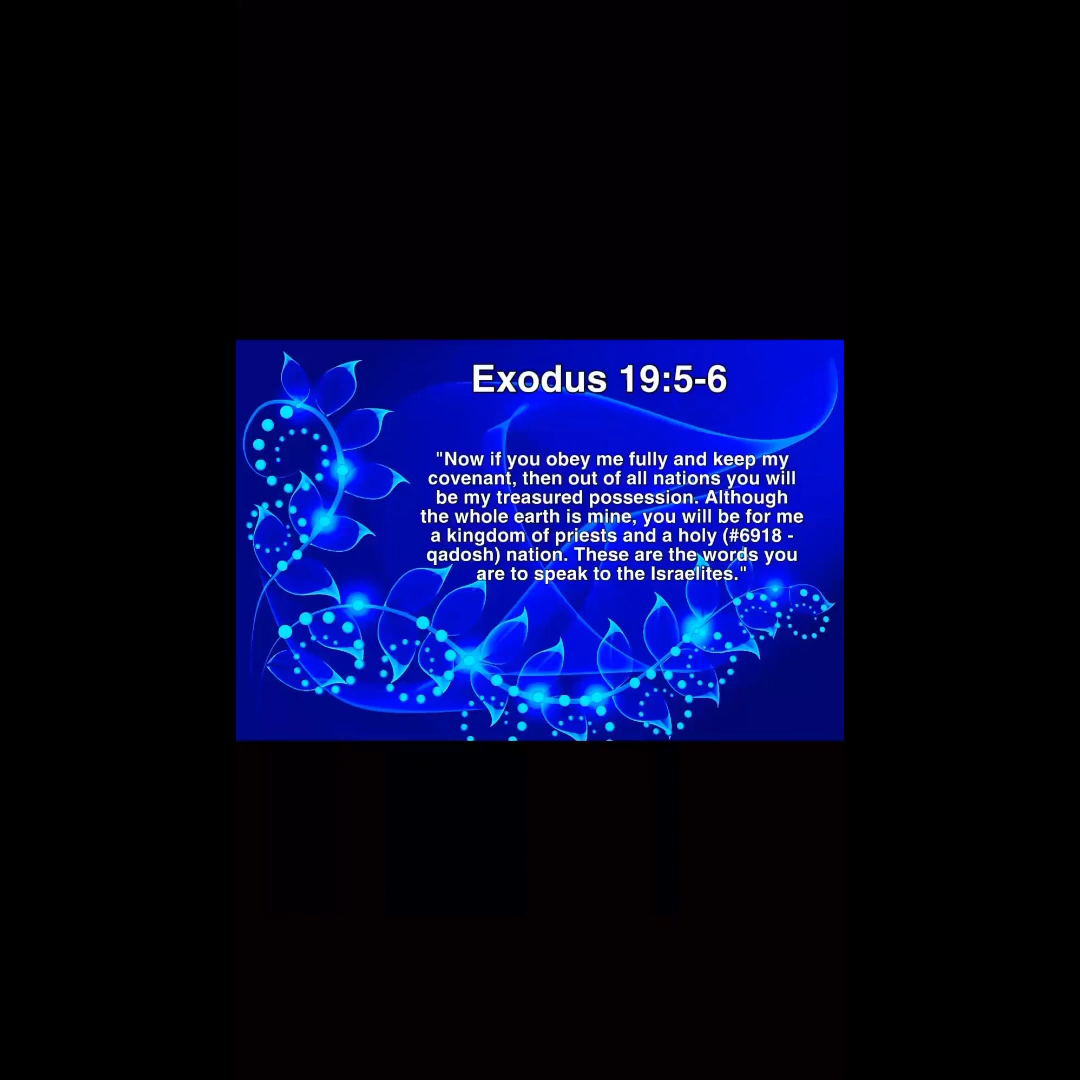 Exodus 19:5-6
"Now if you obey me fully and keep my
covenant, then out of all nations you will
be my treasured possession. Although
the whole earth is mine, you will be for me
a kingdom of priests and a holy (#6918 -
qadosh) nation. These are the words you
are to speak to the Israelites."